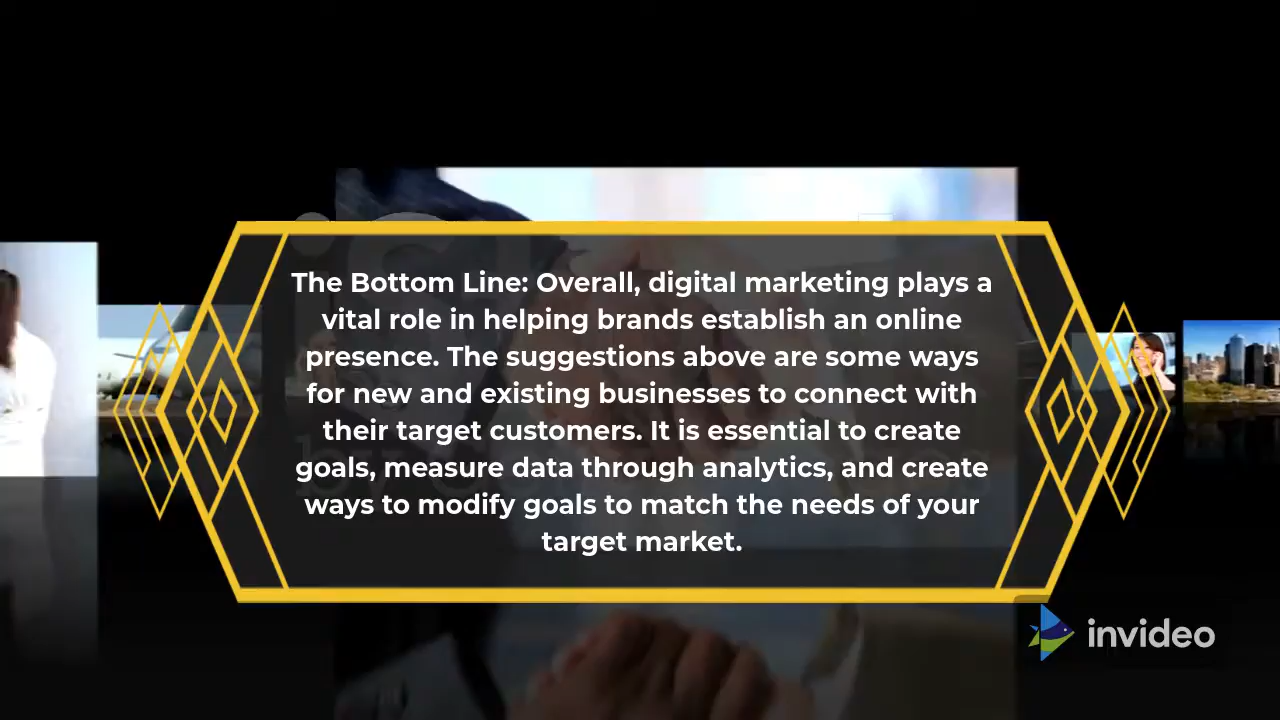 The Bottom Line: Overall, digital marketing plays a
vital role in helping brands establish an online
presence. The suggestions above are some ways
for new and existing businesses to connect with
their target customers. It is essential to create
goals, measure data through analytics, and create
ways to modify goals to match the needs of your
target market.
invideo